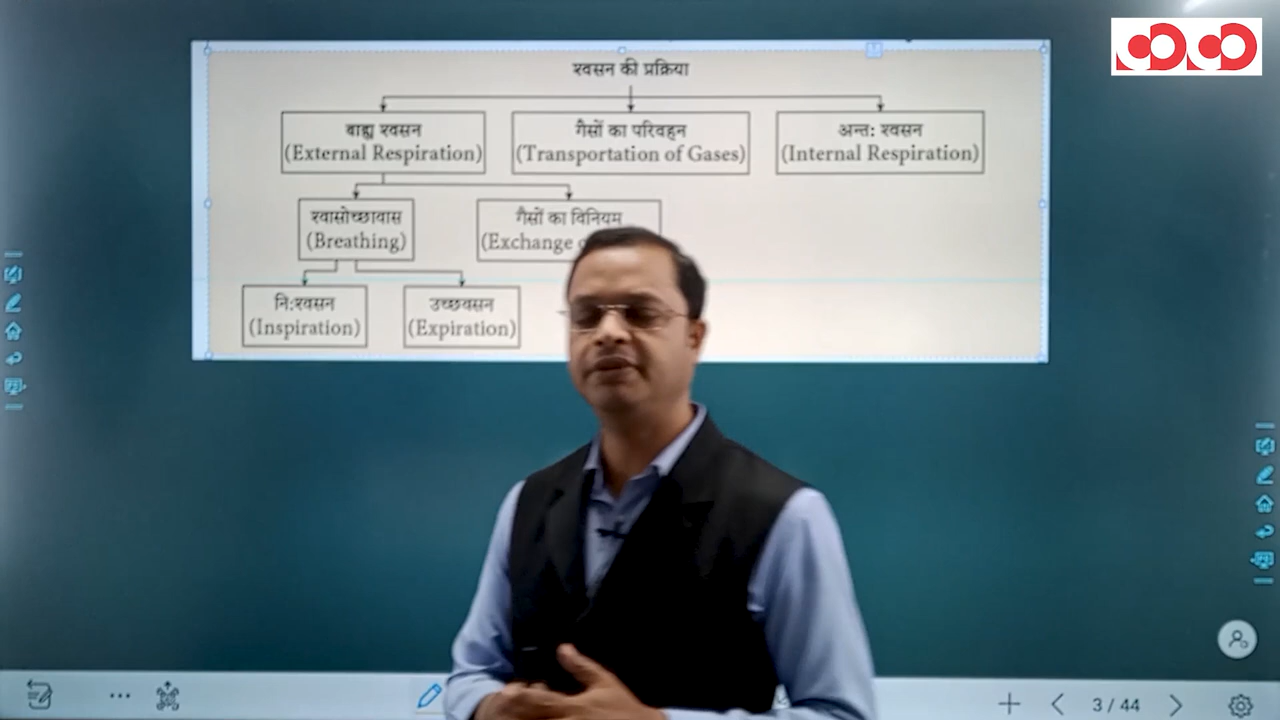 श्वसन की प्रक्रिया
बाह्य श्वसन
(External Respiration)
गैसों का परिवहन
(Transportation of Gases)
अन्त: श्वसन
(Internal Respiration)
श्वासोच्छावास
(Breathing)
गैसों का विनियम
(Exchange
नि:श्वसन
(Inspiration)
उच्छवसन
(Expiration)
3 / 44